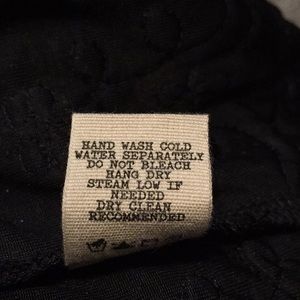 HAND WASH COLD
WATER SEPARATELY
DO NOT BLEACH
HANG DRY
STEAM LOW IF
NEEDED
DRY CLEAN
RECOMMENDED